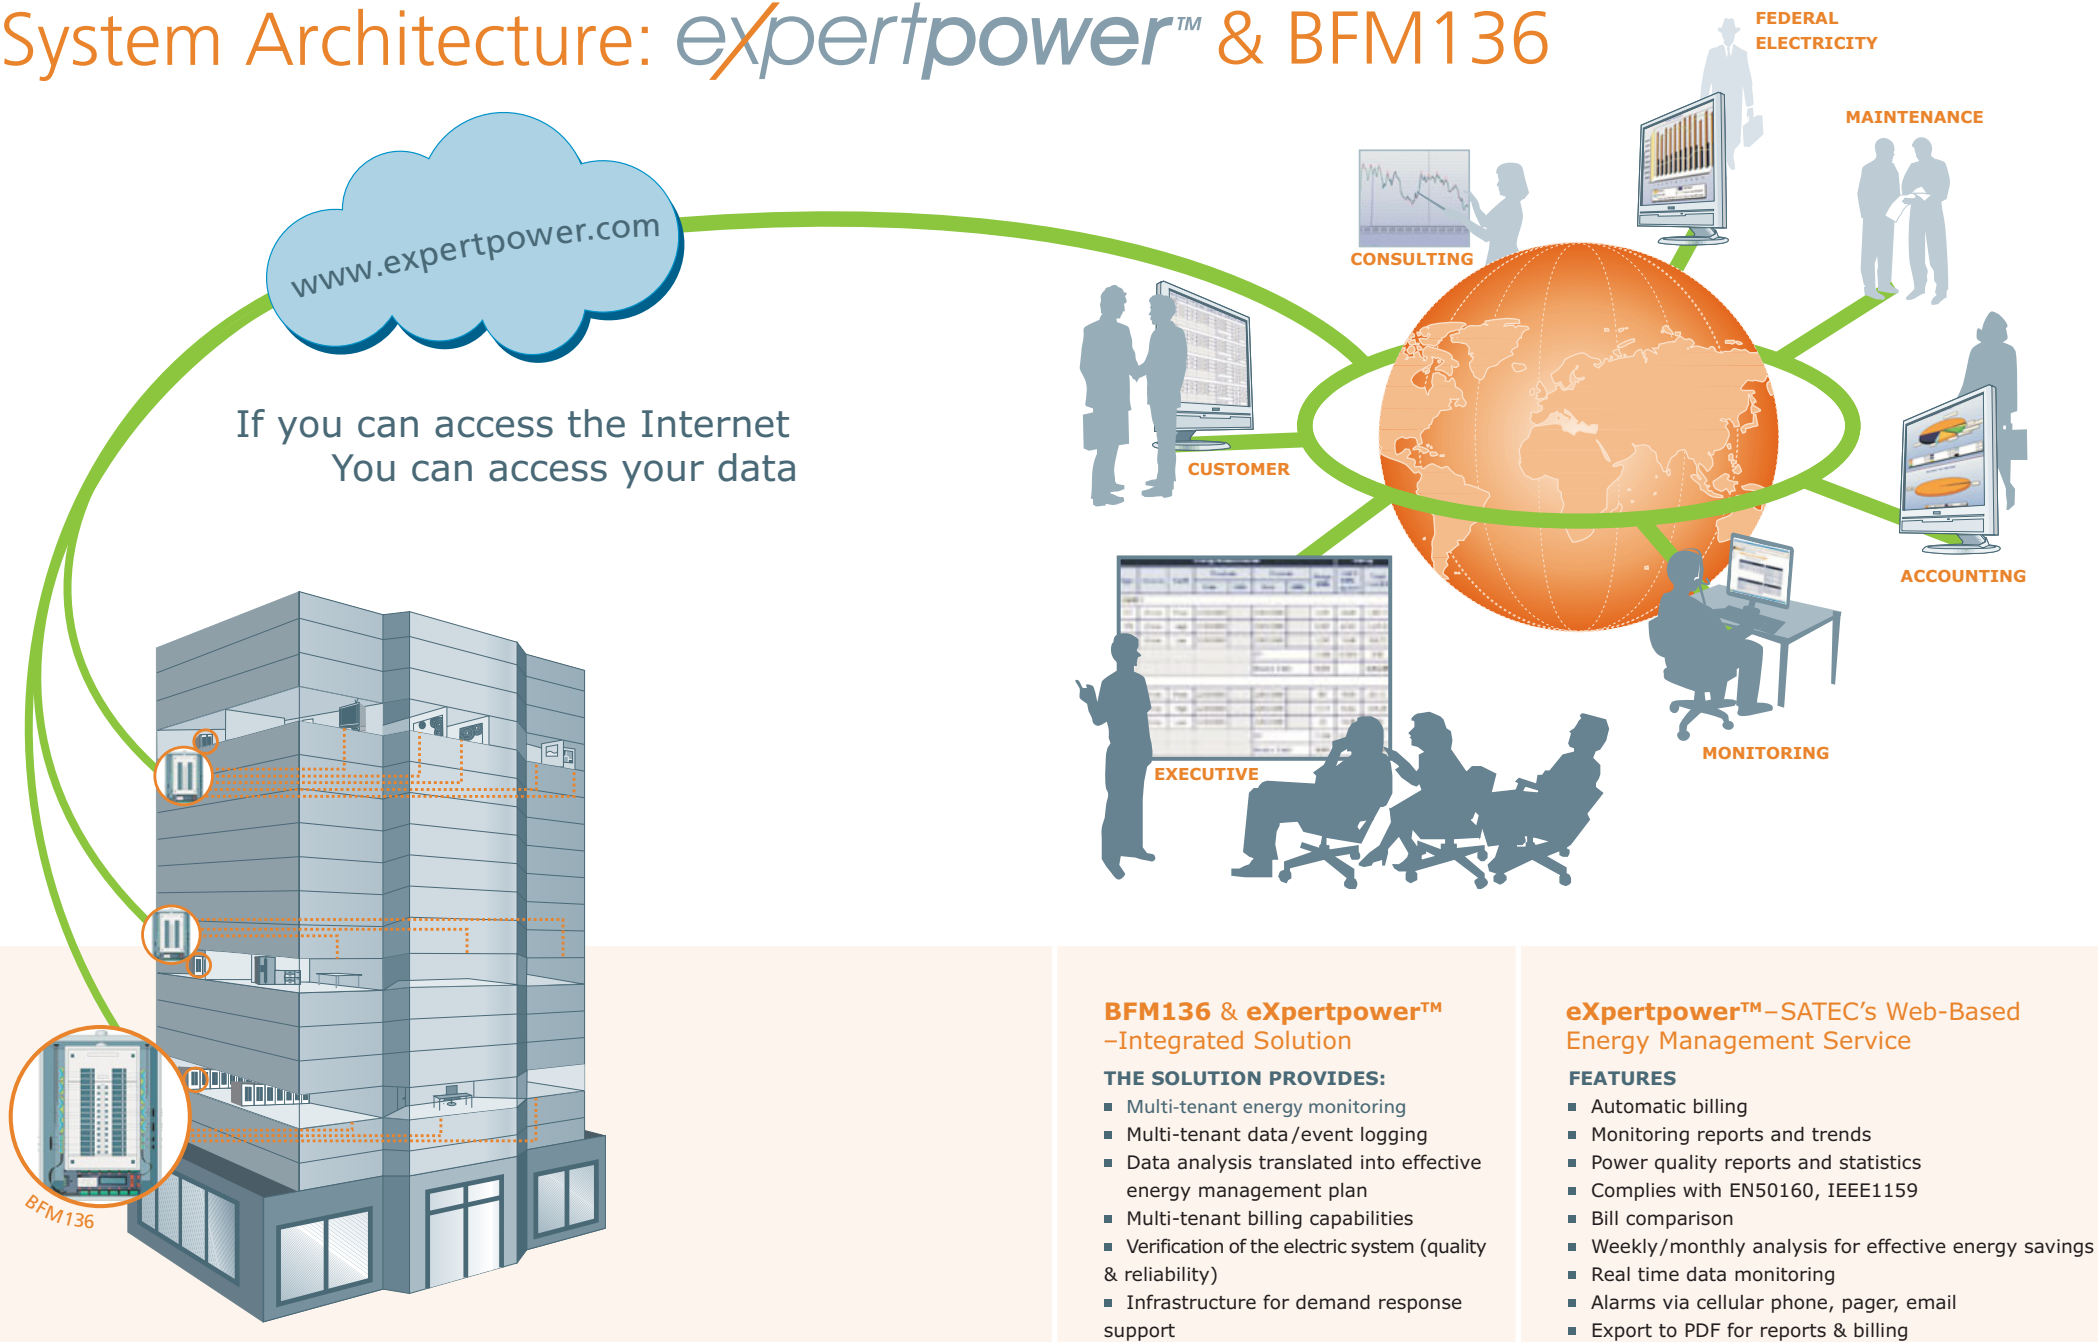 System Architecture: expertpower™ & BFM136
FEDERAL
ELECTRICITY
MAINTENANCE
www.expertpower.com
CONSULTING
If you can access the Internet
You can access your data
CUSTOMER
ACCOUNTING
MONITORING
EXECUTIVE
BFM136
BFM136 & eXpertpower™
–Integrated Solution
THE SOLUTION PROVIDES:
▪ Multi-tenant energy monitoring
▪ Multi-tenant data/event logging
▪ Data analysis translated into effective
energy management plan
▪ Multi-tenant billing capabilities
▪ Verification of the electric system (quality
& reliability)
▪ Infrastructure for demand response
support
eXpertpower™–SATEC’s Web-Based
Energy Management Service
FEATURES
▪ Automatic billing
▪ Monitoring reports and trends
▪ Power quality reports and statistics
▪ Complies with EN50160, IEEE1159
▪ Bill comparison
▪ Weekly/monthly analysis for effective energy savings
▪ Real time data monitoring
▪ Alarms via cellular phone, pager, email
▪ Export to PDF for reports & billing